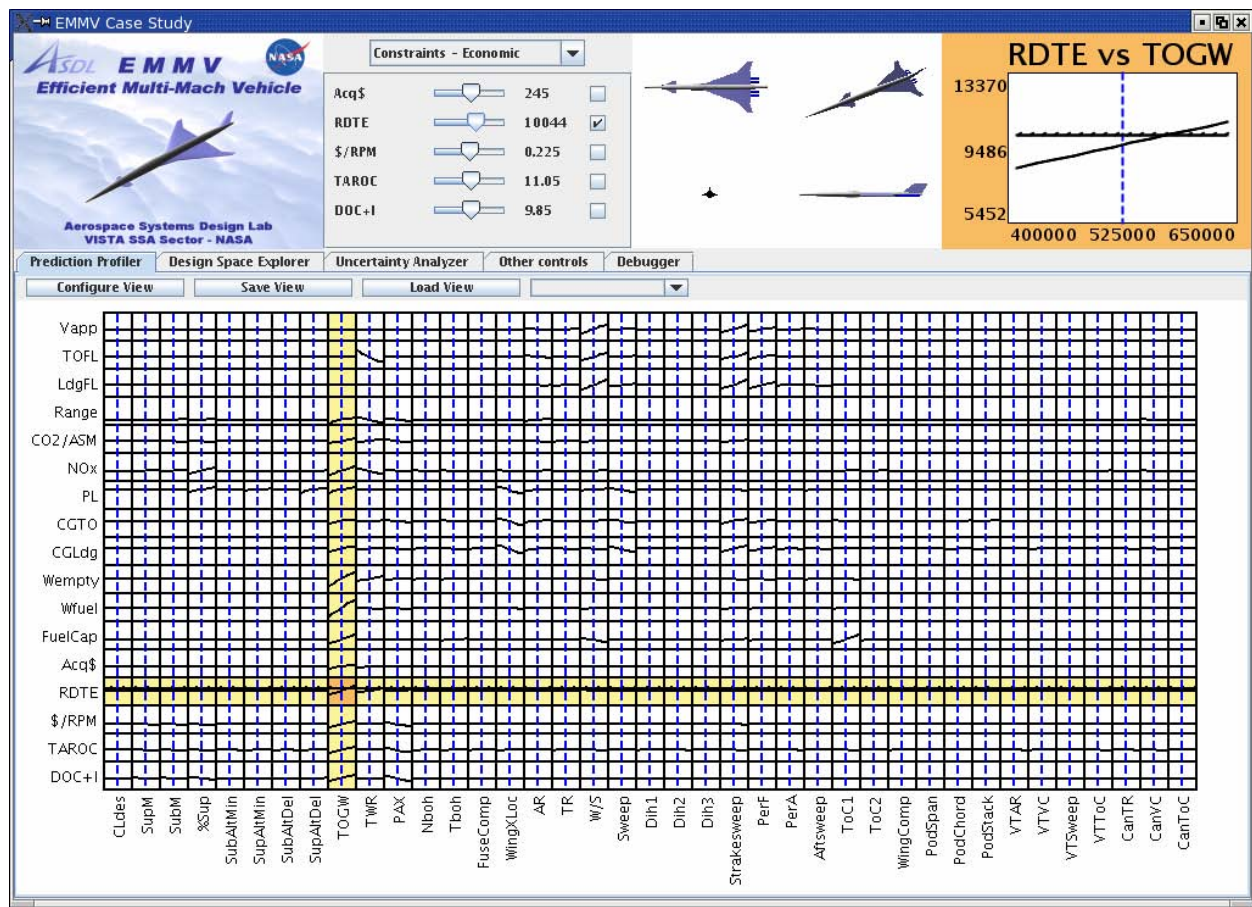 EMMV Case Study
ASDL EMMV NASA
Efficient Multi-Mach Vehicle
Aerospace Systems Design Lab
VISTA SSA Sector - NASA
Constraints - Economic
Acq$ 245
RDTE 10044
$/RPM 0.225
TAROC 11.05
DOC+I 9.85
RDTE vs TOGW
13370
9486
5452
400000 525000 650000
Prediction Profiler Design Space Explorer Uncertainty Analyzer Other controls Debugger
Configure View Save View Load View
Vapp
TOFL
LdgFL
Range
CO2/ASM
NOx
PL
CGTO
CGLdg
Wempty
Wfuel
FuelCap
Acq$
RDTE
$/RPM
TAROC
DOC+I
CLdes
SupM
SubM
%Sup
SubAltMin
SupAltMin
SubAltDel
SupAltDel
TOGW
TWR
PAX
Nboh
Tboh
FuseComp
WingXLoc
AR
TR
W/S
Sweep
Dih1
Dih2
Dih3
Strakesweep
PerF
PerA
Aftsweep
ToC1
ToC2
WingComp
PodSpan
PodChord
PodStack
VTAR
VTVC
VTSweep
VTToC
CanTR
CanVC
CanToC